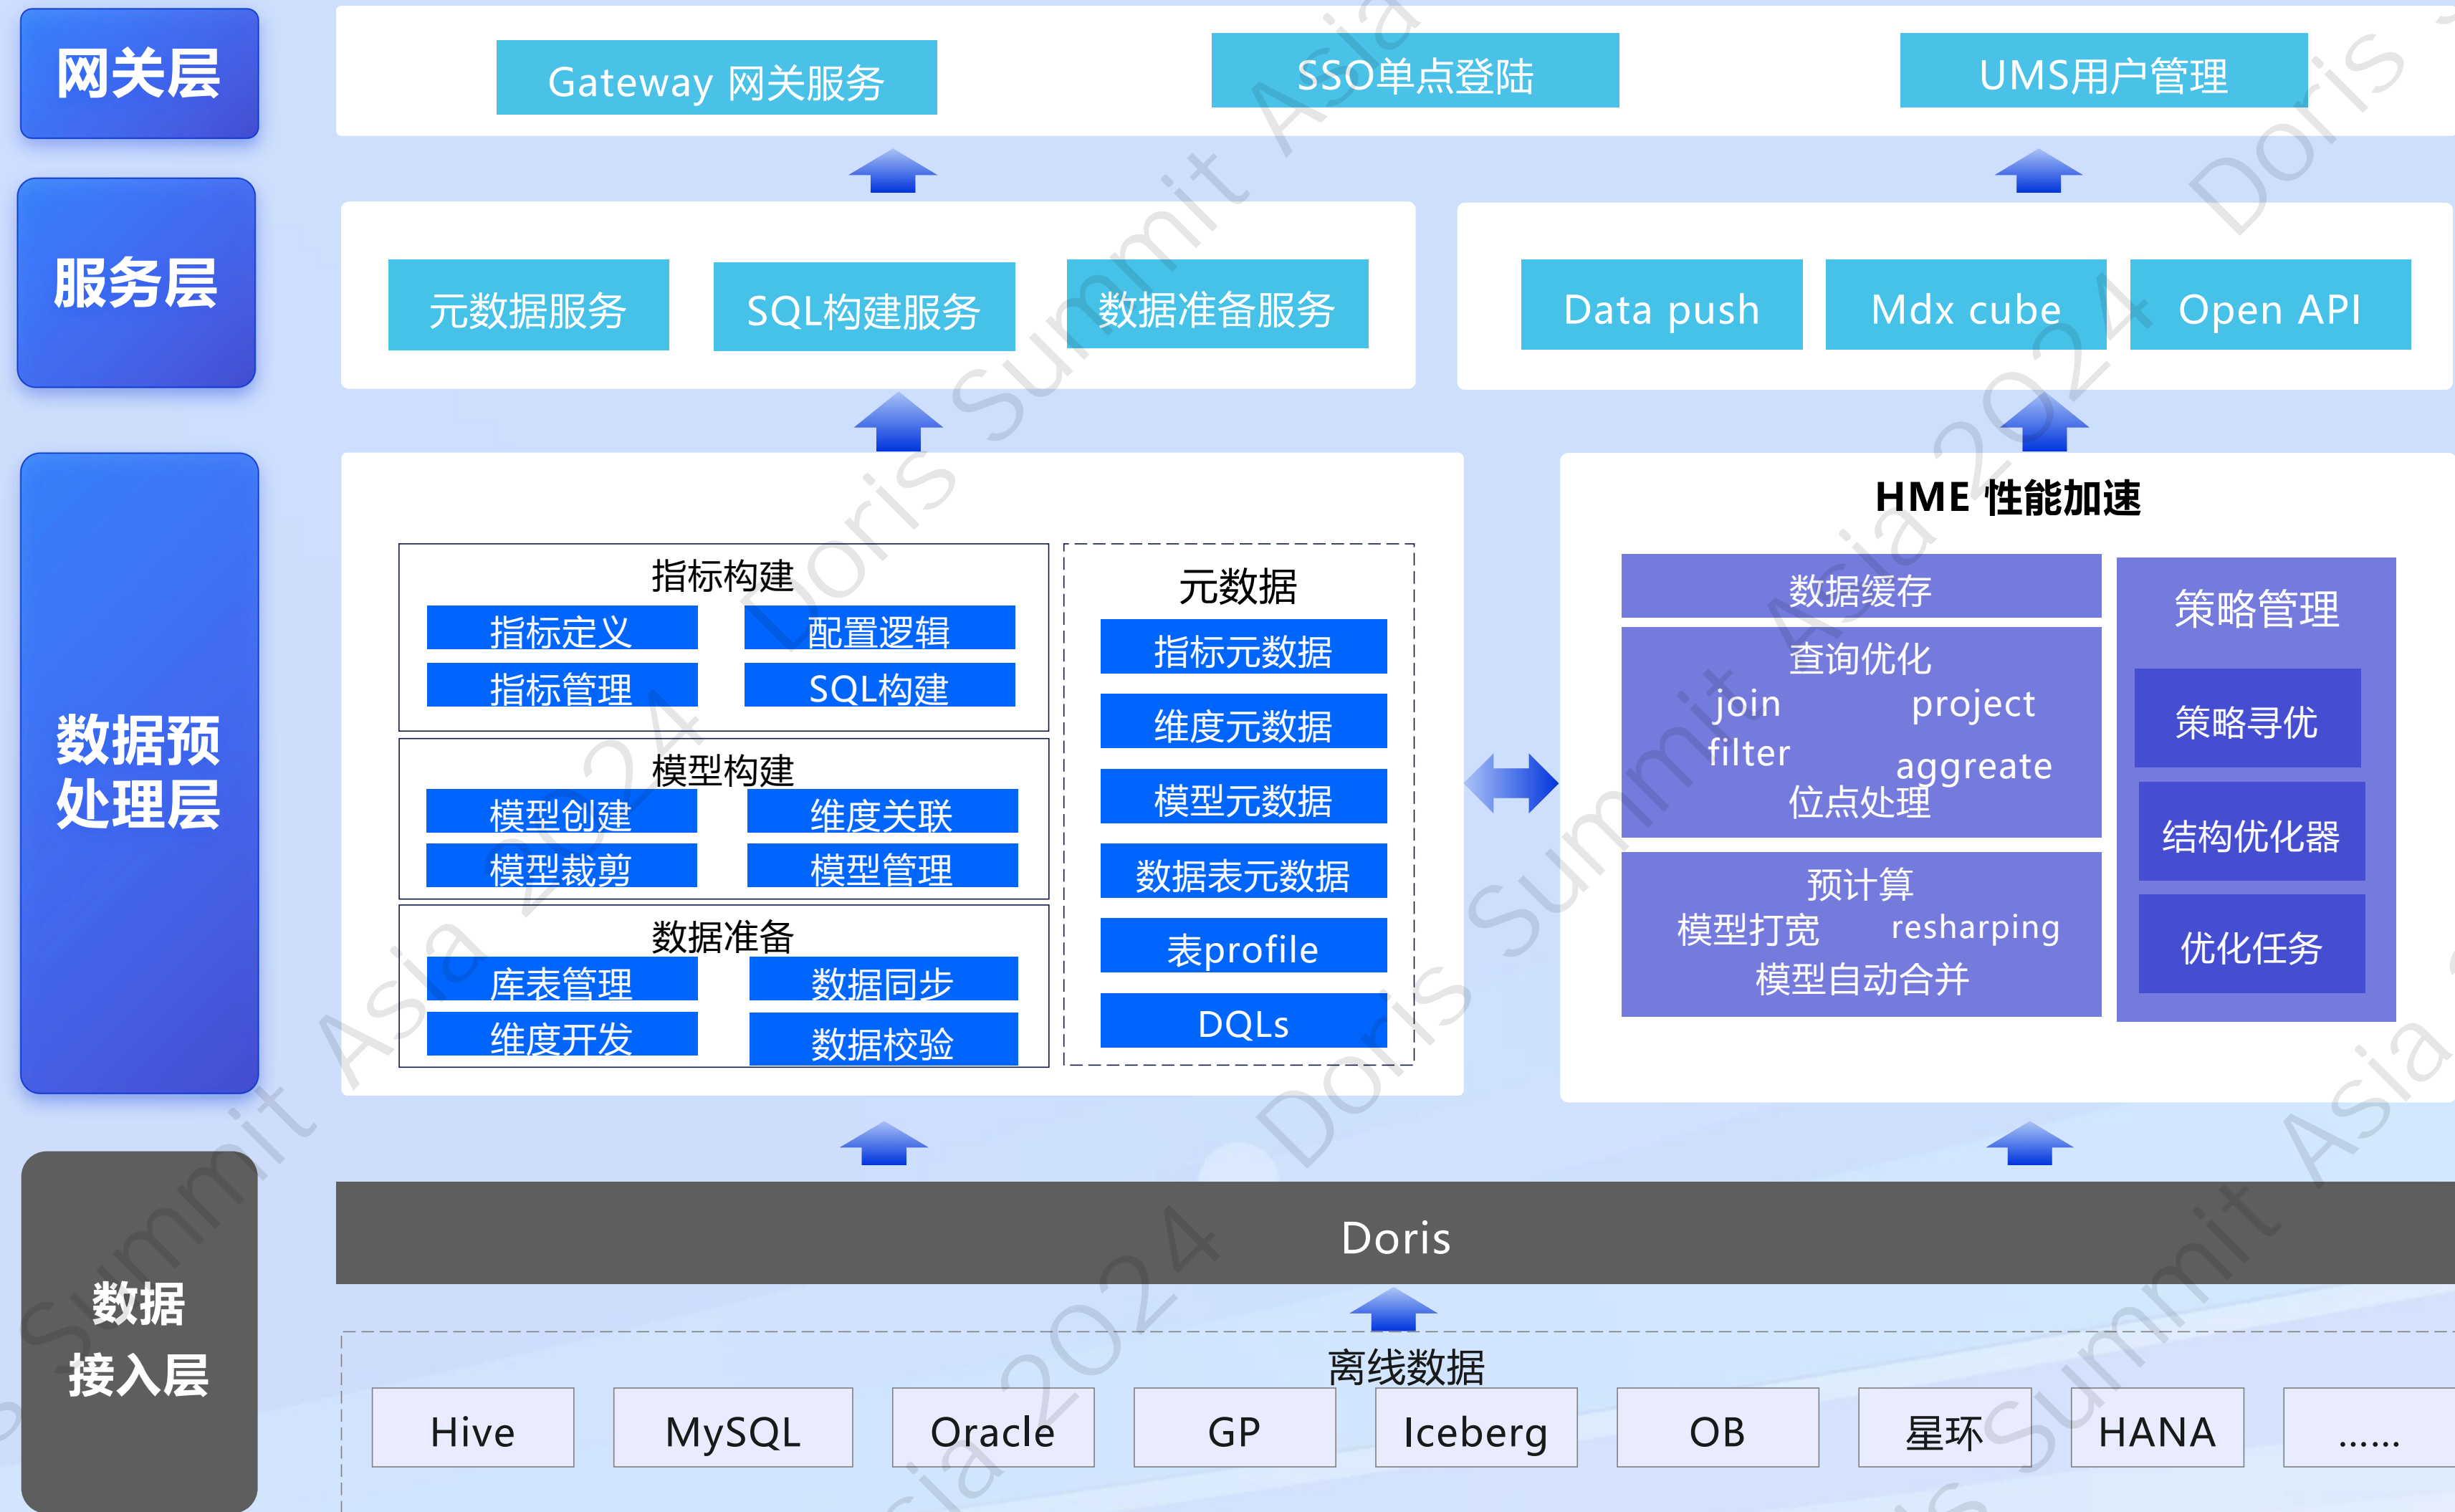 网关层
Gateway 网关服务
SSO单点登陆
UMS用户管理
服务层
元数据服务
SQL构建服务
数据准备服务
Data push
Mdx cube
Open API
数据预
处理层
指标构建
指标定义
配置逻辑
指标管理
SQL构建
模型构建
模型创建
维度关联
模型裁剪
模型管理
数据准备
库表管理
数据同步
维度开发
数据校验
元数据
指标元数据
维度元数据
模型元数据
数据表元数据
表profile
DQLs
HME 性能加速
数据缓存
查询优化
join
project
filter
aggreate
位点处理
预计算
模型打宽
resharping
模型自动合并
策略管理
策略寻优
结构优化器
优化任务
数据
接入层
Doris
离线数据
Hive
MySQL
Oracle
GP
Iceberg
OB
星环
HANA
......
Doris Summit Asia 2024
Doris Summit Asia 2024